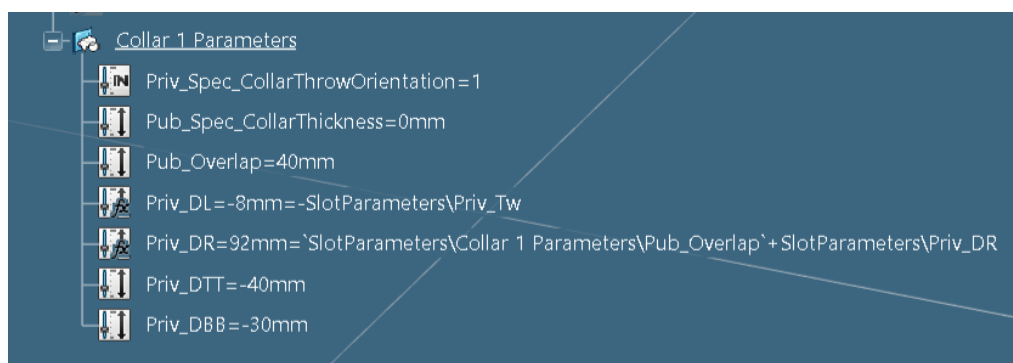 Collar 1 Parameters
Priv_Spec_CollarThrowOrientation=1
Pub_Spec_CollarThickness=0mm
Pub_Overlap=40mm
Priv_DL=-8mm=-SlotParameters\Priv_Tw
Priv_DR=92mm=`SlotParameters\Collar 1 Parameters\Pub_Overlap`+SlotParameters\Priv_DR
Priv_DTT=-40mm
Priv_DBB=-30mm